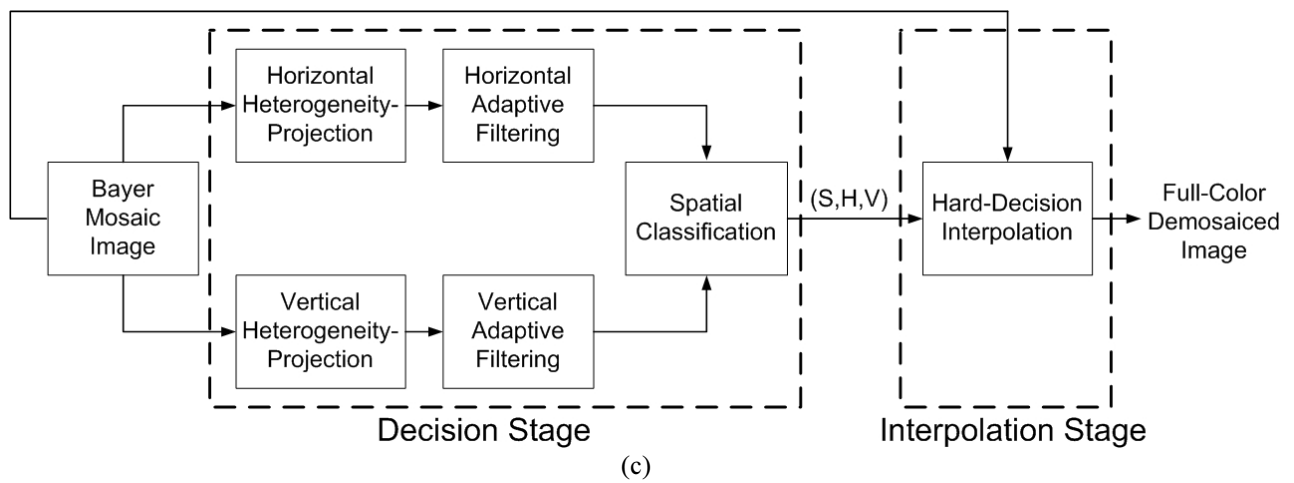 Horizontal
Heterogeneity-
Projection
Horizontal
Adaptive
Filtering
Bayer
Mosaic
Image
Spatial
Classification
(S,H,V)
Hard-Decision
Interpolation
Full-Color
Demosaiced
Image
Vertical
Heterogeneity-
Projection
Vertical
Adaptive
Filtering
Decision Stage
Interpolation Stage
(c)